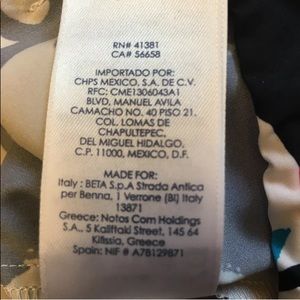 RN# 41381
CA# 56658
IMPORTADO POR:
CHPS MEXICO, S.A. DE C.V.
RFC: CME1306043A1
BLVD, MANUEL AVILA
CAMACHO NO. 40 PISO 21.
COL. LOMAS DE
CHAPULTEPEC,
DEL MIGUEL HIDALGO,
C.P. 11000, MEXICO, D.F.
MADE FOR:
Italy : BETA S.p.A Strada Antica
per Benna, 1 Verrone (BI) Italy
13871
Greece: Notos Com Holdings
S.A., 5 Kaliftaki Street, 145 64
Kifissia, Greece
Spain: NIF # A78129871